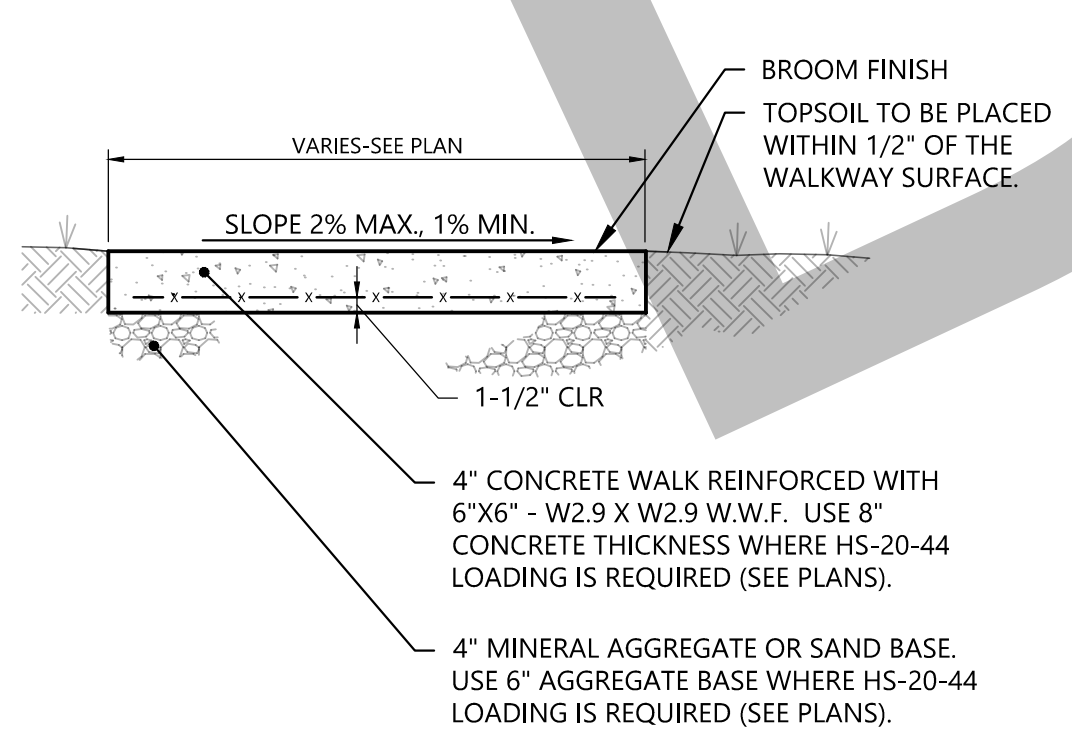 BROOM FINISH
TOPSOIL TO BE PLACED
WITHIN 1/2" OF THE
WALKWAY SURFACE.
VARIES-SEE PLAN
SLOPE 2% MAX., 1% MIN.
x x x x x x x
1-1/2" CLR
4" CONCRETE WALK REINFORCED WITH
6"X6" - W2.9 X W2.9 W.W.F. USE 8"
CONCRETE THICKNESS WHERE HS-20-44
LOADING IS REQUIRED (SEE PLANS).
4" MINERAL AGGREGATE OR SAND BASE.
USE 6" AGGREGATE BASE WHERE HS-20-44
LOADING IS REQUIRED (SEE PLANS).